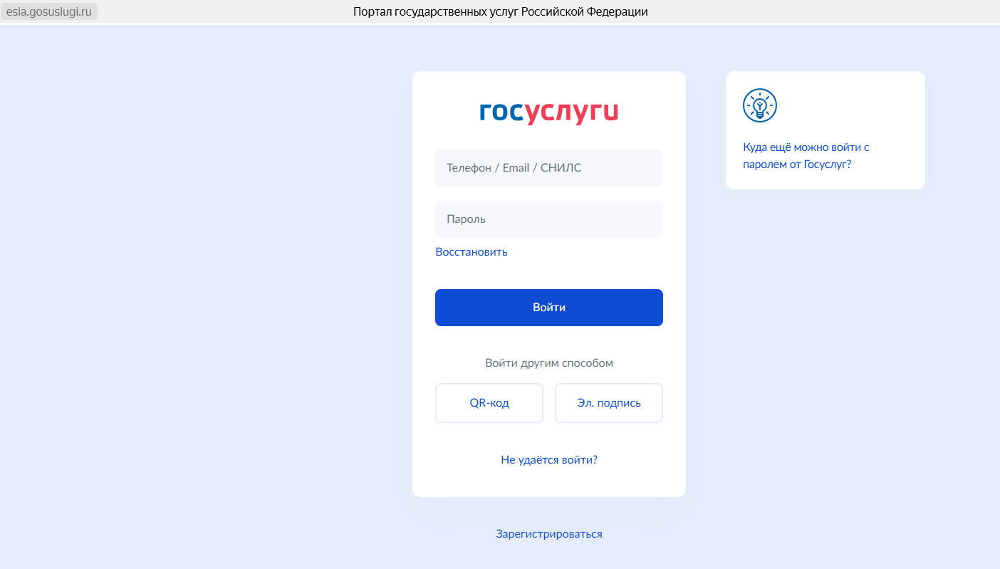 esia.gosuslugi.ru
Портал государственных услуг Российской Федерации
госуслуги
Телефон / Email / СНИЛС
Пароль
Восстановить
Войти
Войти другим способом
QR-код
Эл. подпись
Не удаётся войти?
Зарегистрироваться
Куда ещё можно войти с
паролем от Госуслуг?